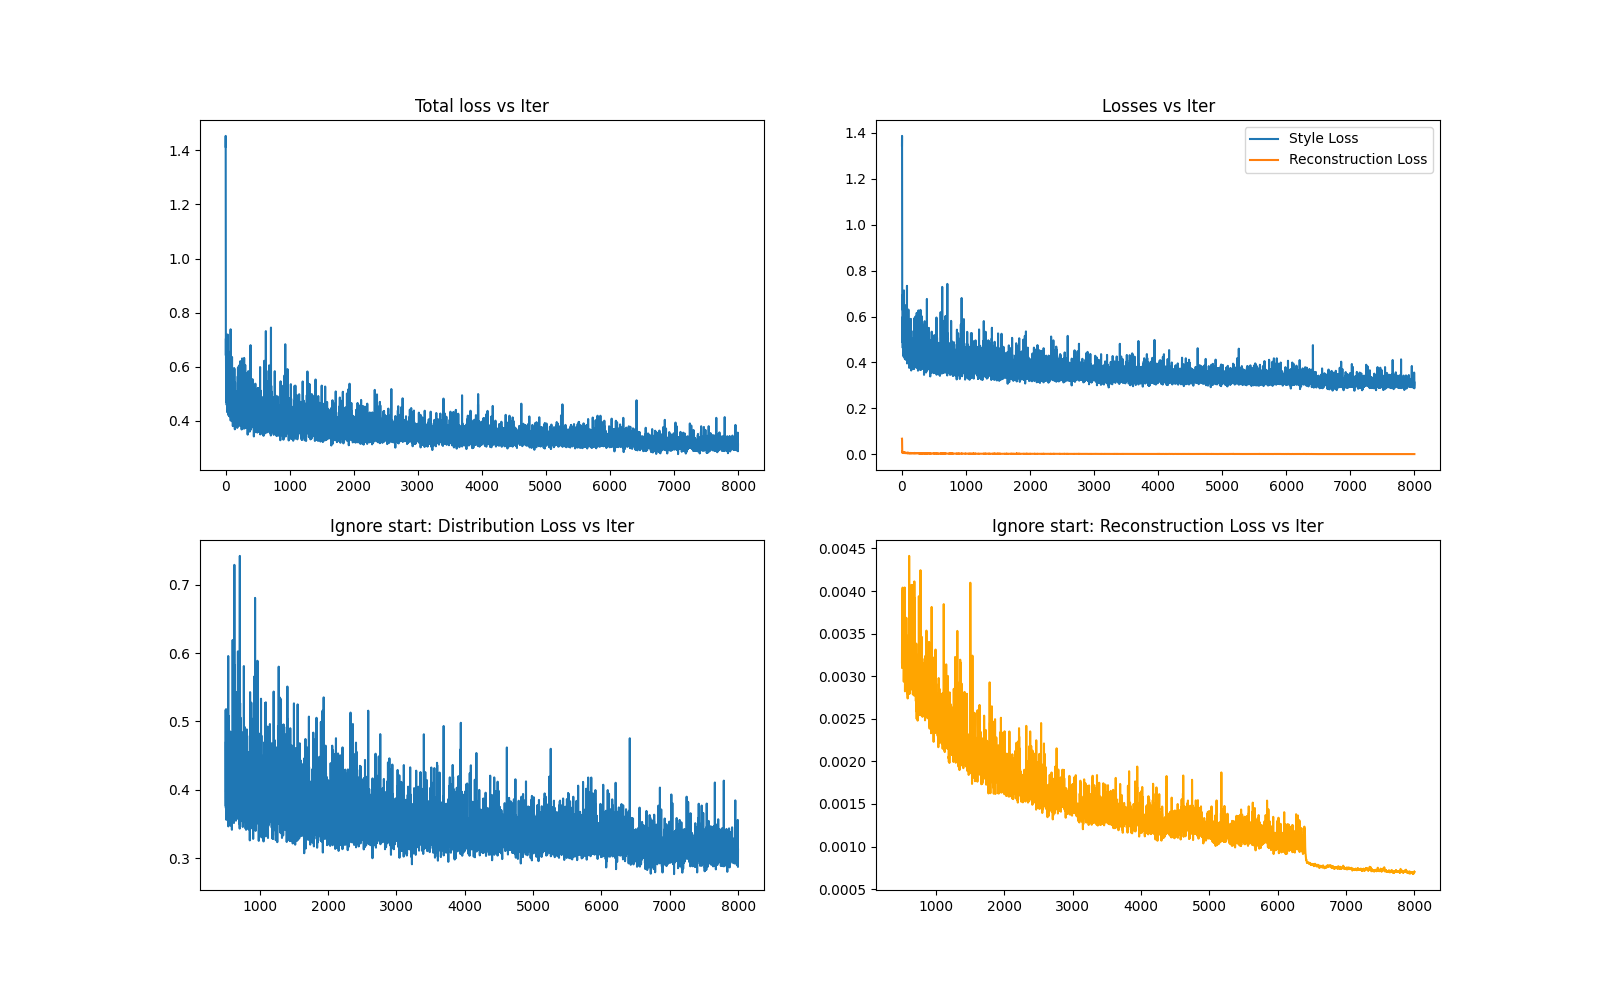 Total loss vs Iter
1.4
1.2
1.0
0.8
0.6
0.4
0 1000 2000 3000 4000 5000 6000 7000 8000
Losses vs Iter
Style Loss
Reconstruction Loss
1.4
1.2
1.0
0.8
0.6
0.4
0.2
0.0
0 1000 2000 3000 4000 5000 6000 7000 8000
Ignore start: Distribution Loss vs Iter
0.7
0.6
0.5
0.4
0.3
1000 2000 3000 4000 5000 6000 7000 8000
Ignore start: Reconstruction Loss vs Iter
0.0045
0.0040
0.0035
0.0030
0.0025
0.0020
0.0015
0.0010
0.0005
1000 2000 3000 4000 5000 6000 7000 8000